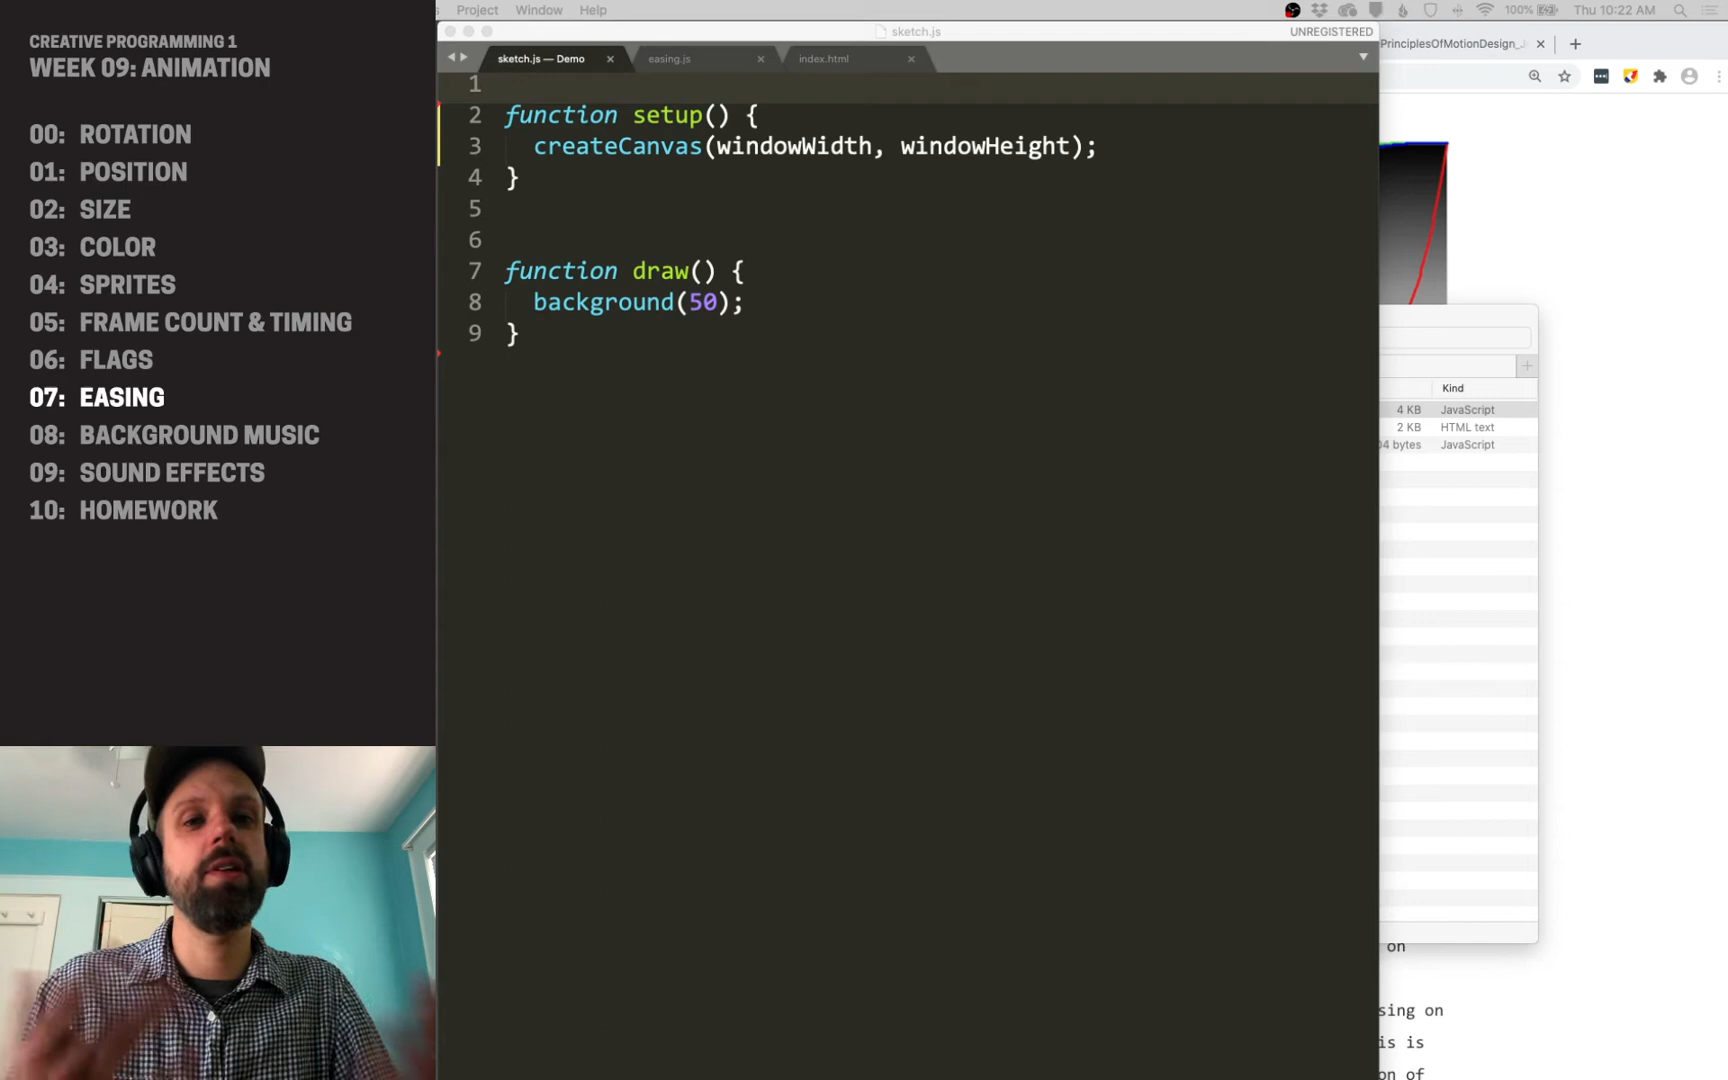 CREATIVE PROGRAMMING 1
WEEK 09: ANIMATION
00: ROTATION
01: POSITION
02: SIZE
03: COLOR
04: SPRITES
05: FRAME COUNT & TIMING
06: FLAGS
07: EASING
08: BACKGROUND MUSIC
09: SOUND EFFECTS
10: HOMEWORK
Project Window Help
100% Thu 10:22 AM
sketch.js
UNREGISTERED
sketch.js — Demo
easing.js
index.html
PrinciplesOfMotionDesign_
1
2 function setup() {
3 createCanvas(windowWidth, windowHeight);
4 }
5
6
7 function draw() {
8 background(50);
9 }
Kind
4 KB JavaScript
2 KB HTML text
04 bytes JavaScript
on
sing on
is is
on of